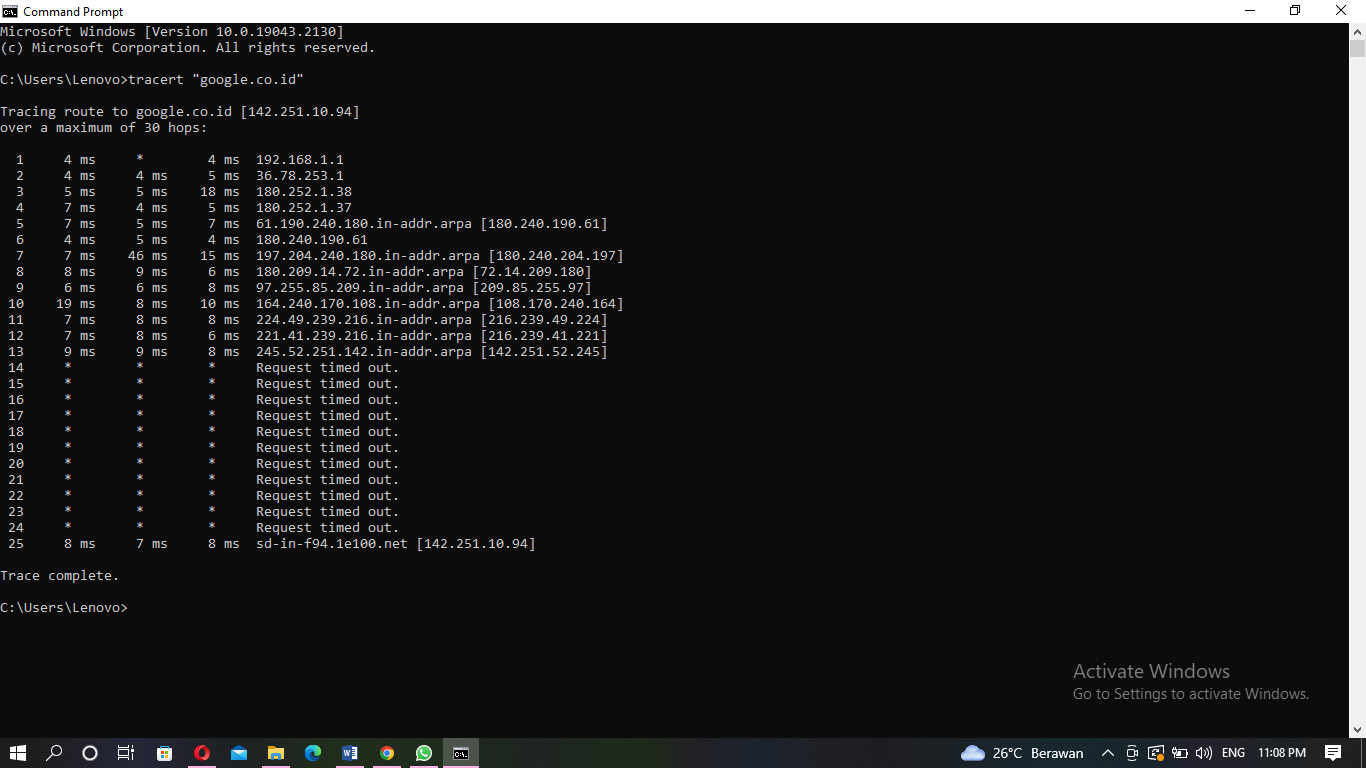 Command Prompt
Microsoft Windows [Version 10.0.19043.2130]
(c) Microsoft Corporation. All rights reserved.
C:\Users\Lenovo>tracert "google.co.id"
Tracing route to google.co.id [142.251.10.94]
over a maximum of 30 hops:
1 4 ms * 4 ms 192.168.1.1
2 4 ms 4 ms 5 ms 36.78.253.1
3 5 ms 5 ms 18 ms 180.252.1.38
4 7 ms 4 ms 5 ms 180.252.1.37
5 7 ms 5 ms 7 ms 61.190.240.180.in-addr.arpa [180.240.190.61]
6 4 ms 5 ms 4 ms 180.240.190.61
7 7 ms 46 ms 15 ms 197.204.240.180.in-addr.arpa [180.240.204.197]
8 8 ms 9 ms 6 ms 180.209.14.72.in-addr.arpa [72.14.209.180]
9 6 ms 6 ms 8 ms 97.255.85.209.in-addr.arpa [209.85.255.97]
10 19 ms 8 ms 10 ms 164.240.170.108.in-addr.arpa [108.170.240.164]
11 7 ms 8 ms 8 ms 224.49.239.216.in-addr.arpa [216.239.49.224]
12 7 ms 8 ms 6 ms 221.41.239.216.in-addr.arpa [216.239.41.221]
13 9 ms 9 ms 8 ms 245.52.251.142.in-addr.arpa [142.251.52.245]
14 * * * Request timed out.
15 * * * Request timed out.
16 * * * Request timed out.
17 * * * Request timed out.
18 * * * Request timed out.
19 * * * Request timed out.
20 * * * Request timed out.
21 * * * Request timed out.
22 * * * Request timed out.
23 * * * Request timed out.
24 * * * Request timed out.
25 8 ms 7 ms 8 ms sd-in-f94.1e100.net [142.251.10.94]
Trace complete.
C:\Users\Lenovo>
Activate Windows
Go to Settings to activate Windows.
26°C Berawan ENG 11:08 PM